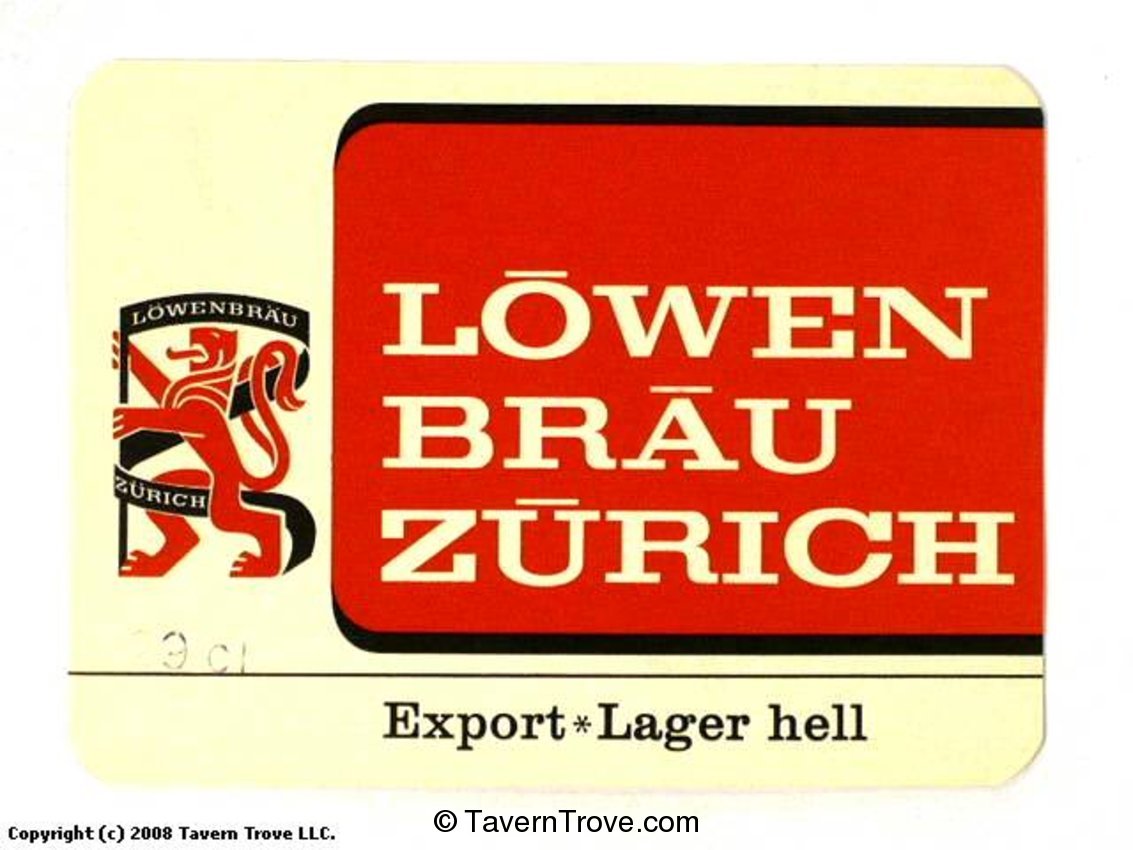 LÖWENBRÄU
ZÜRICH
LŌWEN
BRĀU
ZŪRICH
Export*Lager hell
Copyright (c) 2008 Tavern Trove LLC.
© TavernTrove.com